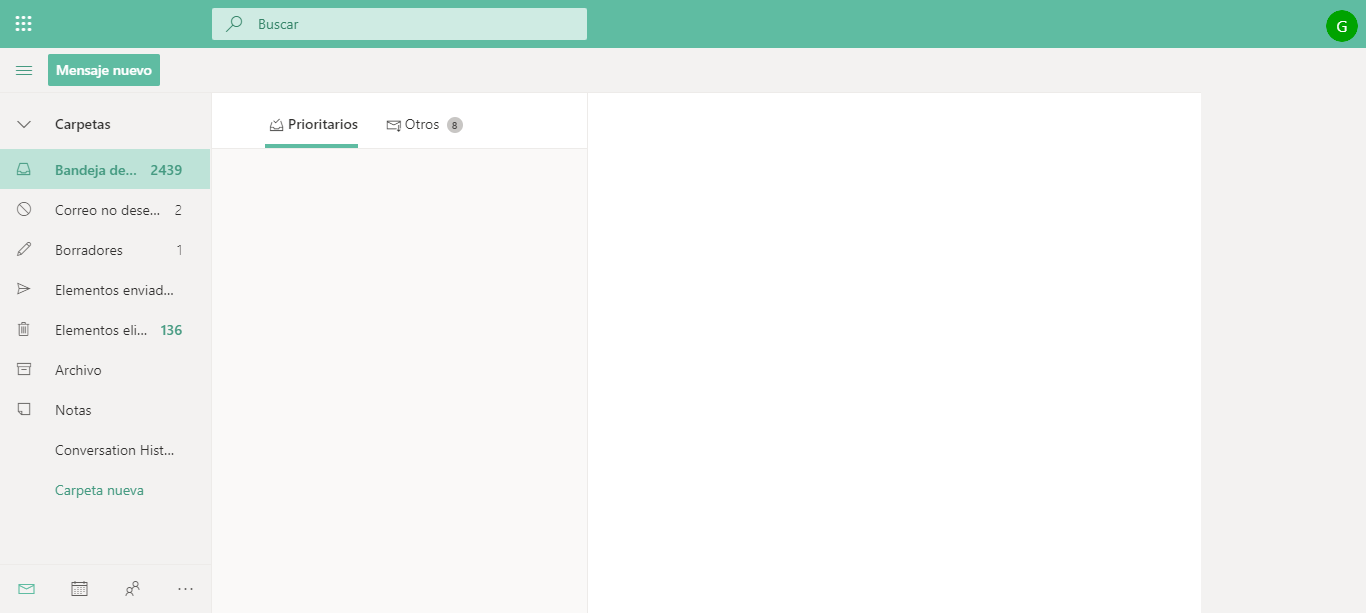 Buscar
G
Mensaje nuevo
Carpetas
Prioritarios
Otros 8
Bandeja de... 2439
Correo no dese... 2
Borradores 1
Elementos enviad...
Elementos eli... 136
Archivo
Notas
Conversation Hist...
Carpeta nueva